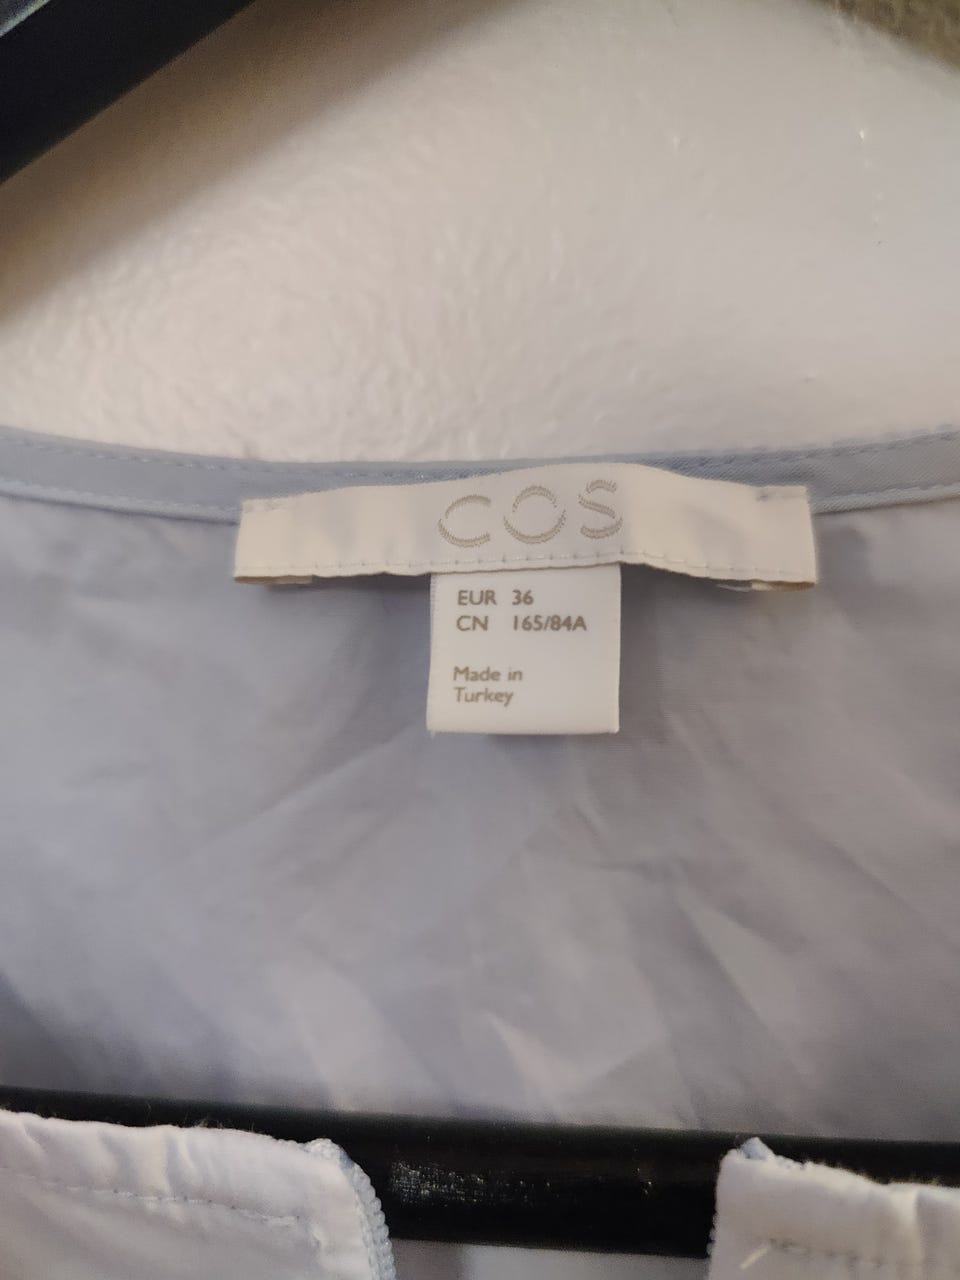 COS
EUR 36
CN 165/84A
Made in
Turkey